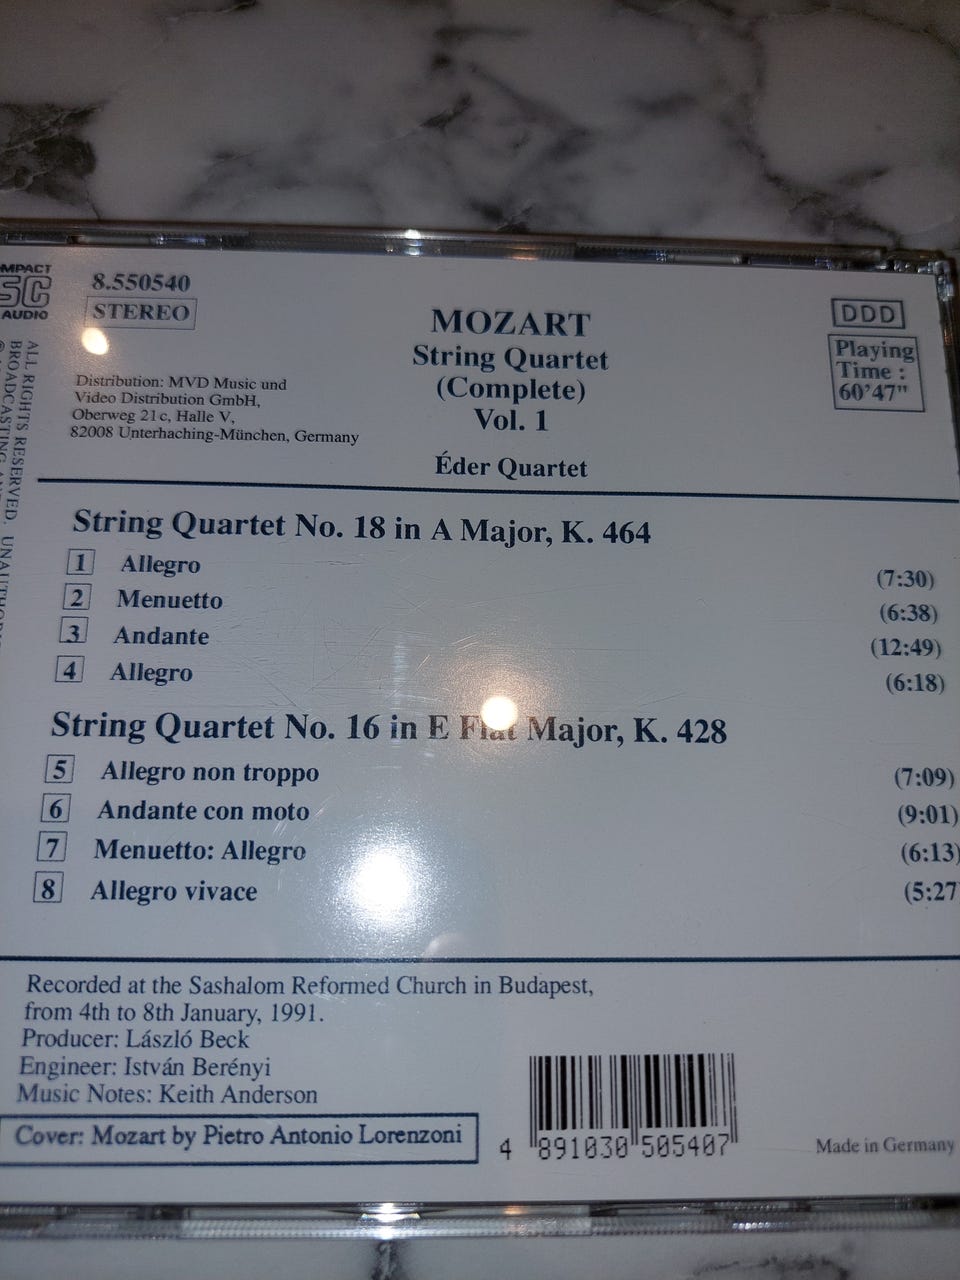 OMPACT
AUDIO
8.550540
STEREO
Distribution: MVD Music und
Video Distribution GmbH,
Oberweg 21c, Halle V,
82008 Unterhaching-München, Germany
MOZART
String Quartet
(Complete)
Vol. 1
Éder Quartet
DDD
Playing
Time :
60'47"
ALL RIGHTS RESERVED.
BROADCASTING
String Quartet No. 18 in A Major, K. 464
1 Allegro (7:30)
2 Menuetto (6:38)
3 Andante (12:49)
4 Allegro (6:18)
String Quartet No. 16 in E Flat Major, K. 428
5 Allegro non troppo (7:09)
6 Andante con moto (9:01)
7 Menuetto: Allegro (6:13)
8 Allegro vivace (5:27
Recorded at the Sashalom Reformed Church in Budapest,
from 4th to 8th January, 1991.
Producer: László Beck
Engineer: István Berényi
Music Notes: Keith Anderson
Cover: Mozart by Pietro Antonio Lorenzoni
4 891030 505407
Made in Germany